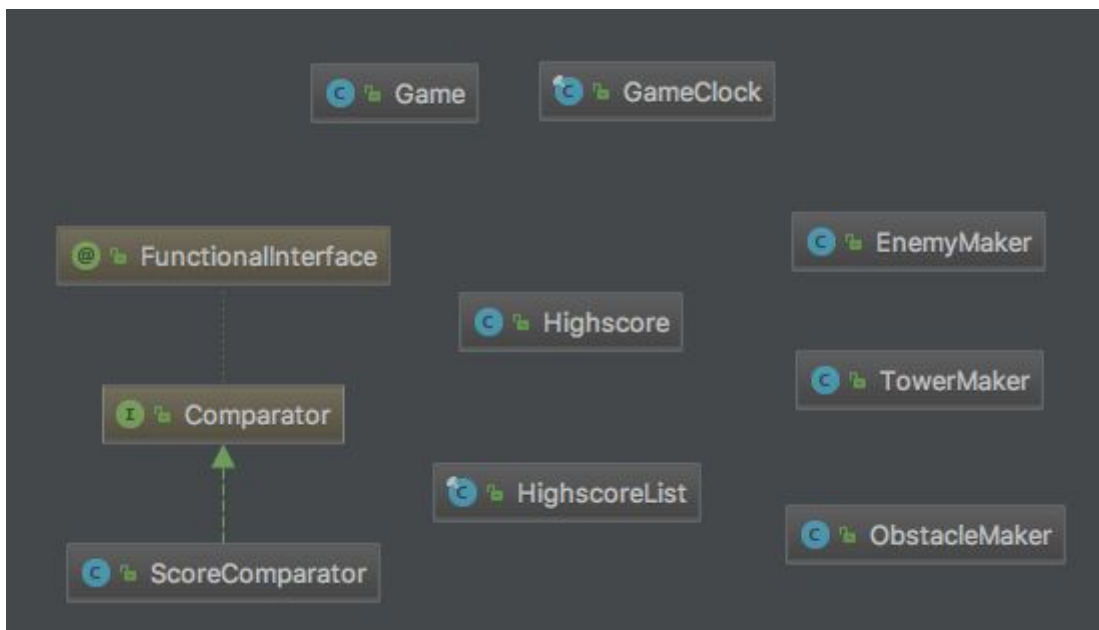 Game
GameClock
FunctionalInterface
EnemyMaker
Highscore
TowerMaker
Comparator
HighscoreList
ObstacleMaker
ScoreComparator